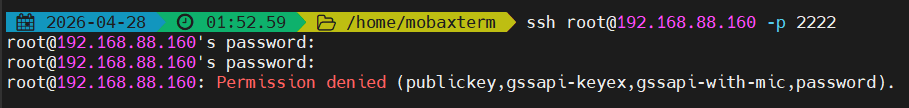 2026-04-28 01:52.59 /home/mobaxterm ssh root@192.168.88.160 -p 2222
root@192.168.88.160's password:
root@192.168.88.160's password:
root@192.168.88.160: Permission denied (publickey,gssapi-keyex,gssapi-with-mic,password).